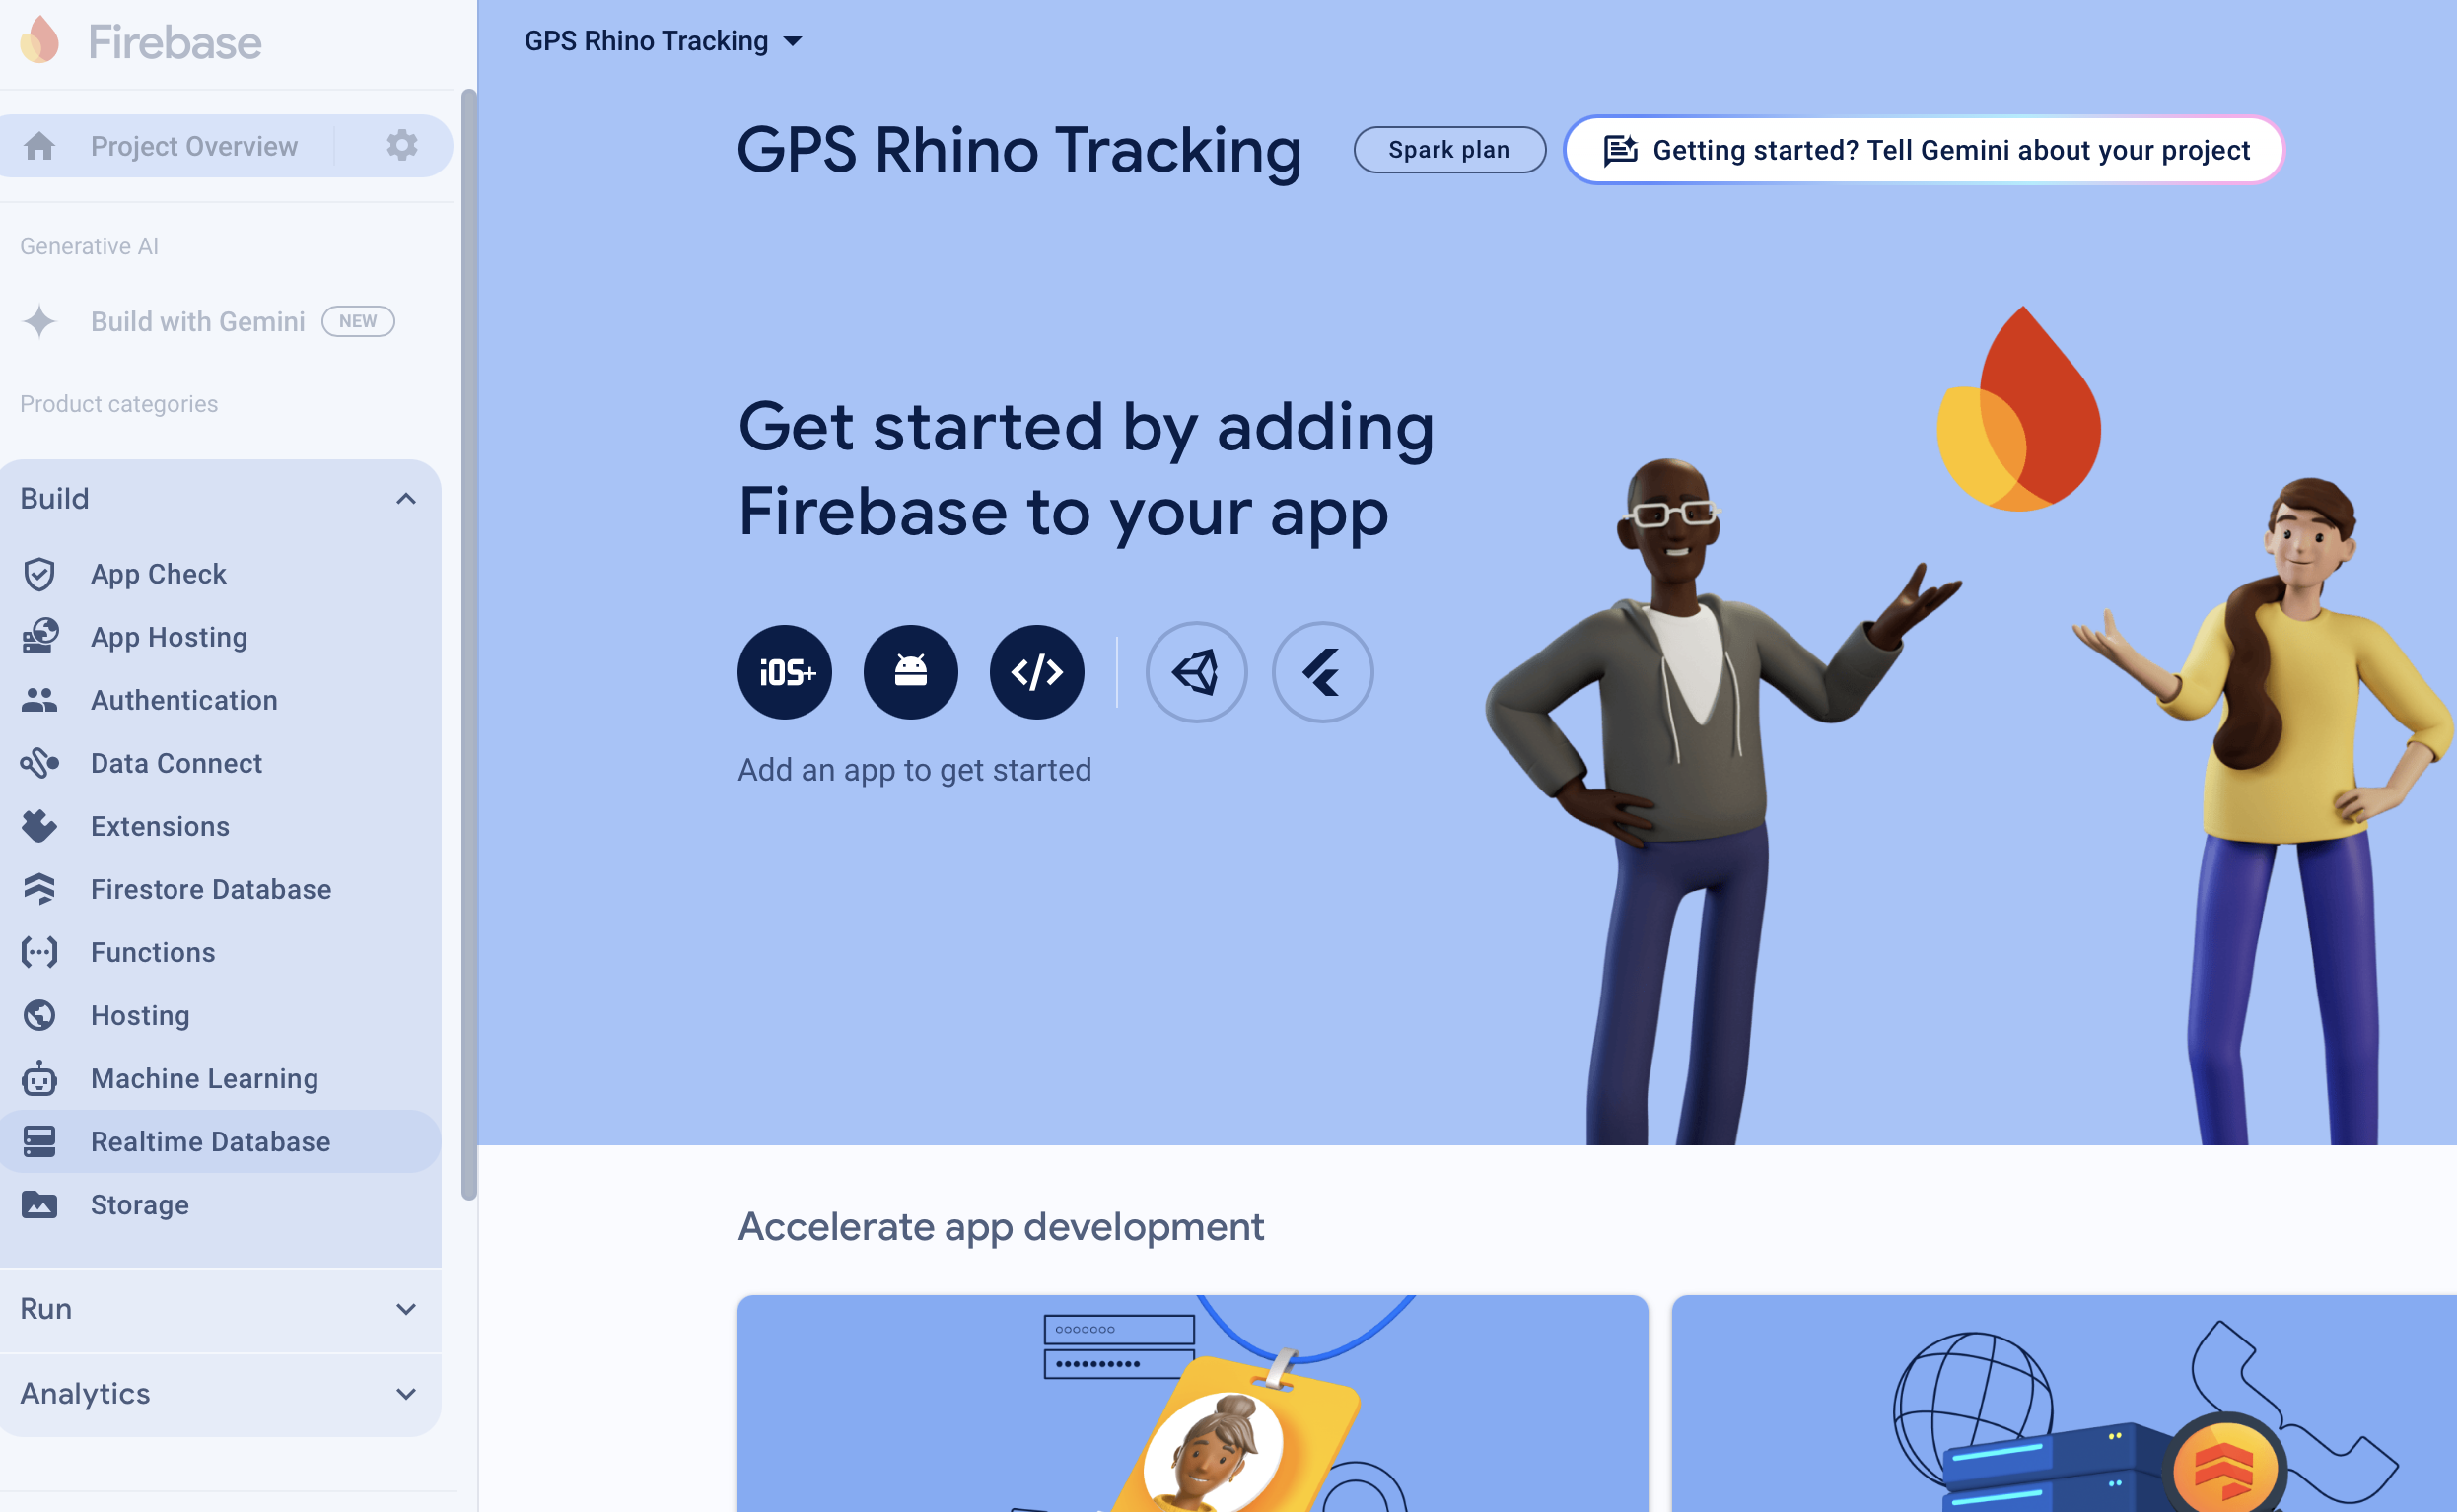 Firebase
Project Overview
Generative AI
Build with Gemini NEW
Product categories
Build
App Check
App Hosting
Authentication
Data Connect
Extensions
Firestore Database
Functions
Hosting
Machine Learning
Realtime Database
Storage
Run
Analytics
GPS Rhino Tracking
GPS Rhino Tracking
Spark plan
Getting started? Tell Gemini about your project
Get started by adding
Firebase to your app
iOS+
</>
Add an app to get started
Accelerate app development